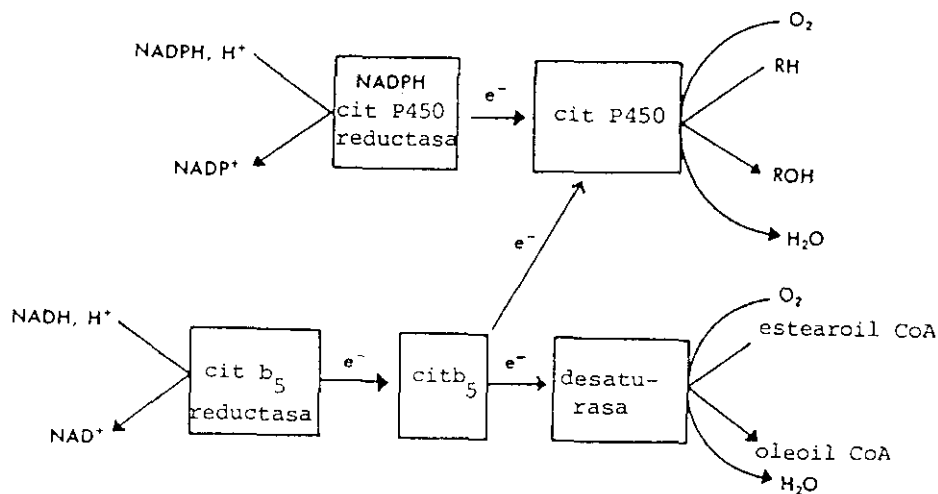 NADPH, H⁺
NADP⁺
NADPH
cit P450
reductasa
e⁻
cit P450
O₂
RH
ROH
H₂O
e⁻
NADH, H⁺
NAD⁺
cit b₅
reductasa
e⁻
citb₅
e⁻
desatu-
rasa
O₂
estearoil CoA
oleoil CoA
H₂O